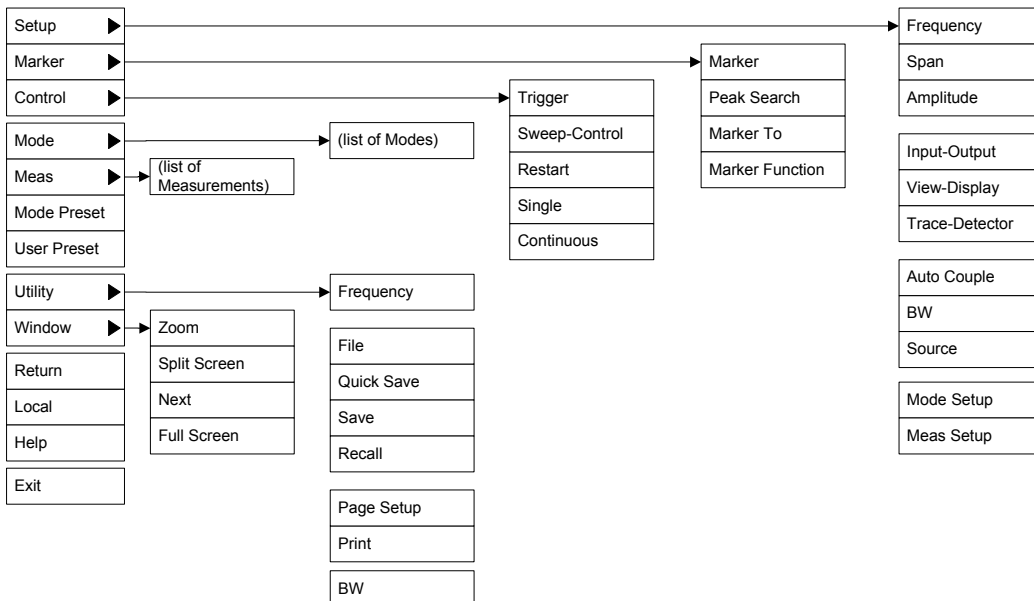 Setup
Marker
Control
Mode
Meas
Mode Preset
User Preset
Utility
Window
Return
Local
Help
Exit
(list of
Measurements)
Zoom
Split Screen
Next
Full Screen
(list of Modes)
Frequency
File
Quick Save
Save
Recall
Page Setup
Print
BW
Trigger
Sweep-Control
Restart
Single
Continuous
Marker
Peak Search
Marker To
Marker Function
Frequency
Span
Amplitude
Input-Output
View-Display
Trace-Detector
Auto Couple
BW
Source
Mode Setup
Meas Setup